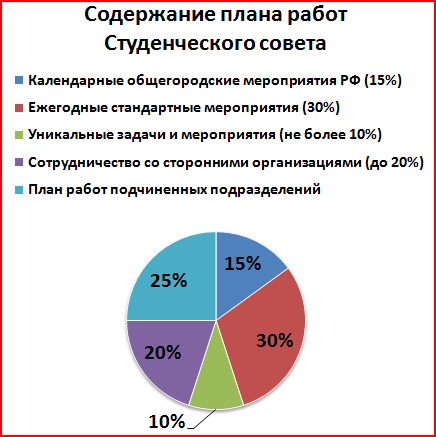 Содержание плана работ
Студенческого совета
Календарные общегородские мероприятия РФ (15%)
Ежегодные стандартные мероприятия (30%)
Уникальные задачи и мероприятия (не более 10%)
Сотрудничество со сторонними организациями (до 20%)
План работ подчиненных подразделений
15%
25%
30%
20%
10%